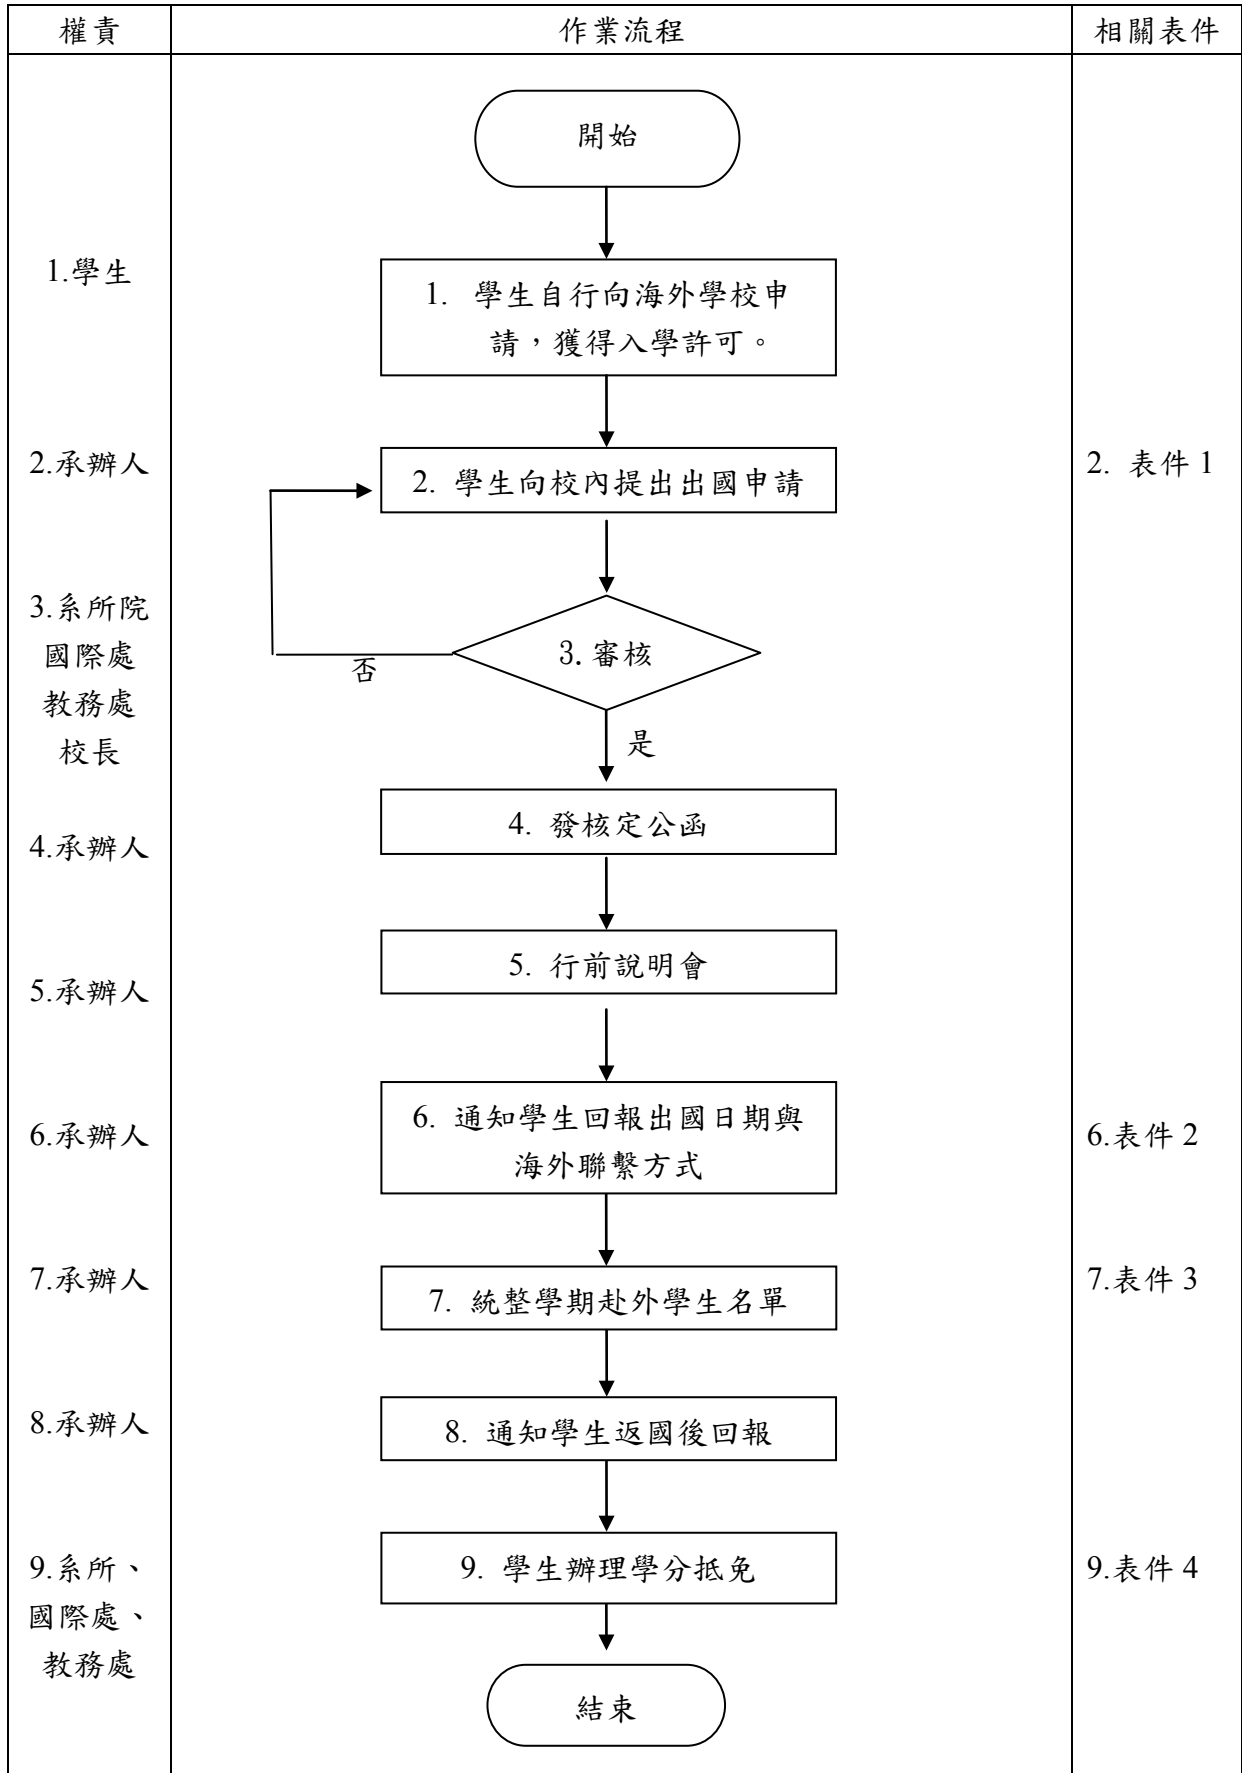 權責 作業流程 相關表件
開始
1.學生
1. 學生自行向海外學校申
請，獲得入學許可。
2.承辦人
2. 學生向校內提出出國申請
2. 表件 1
3.系所院
國際處
教務處
校長
3.審核
否
是
4.承辦人
4. 發核定公函
5.承辦人
5. 行前說明會
6.承辦人
6. 通知學生回報出國日期與
海外聯繫方式
6.表件 2
7.承辦人
7. 統整學期赴外學生名單
7.表件 3
8.承辦人
8. 通知學生返國後回報
9.系所、
國際處、
教務處
9. 學生辦理學分抵免
9.表件 4
結束